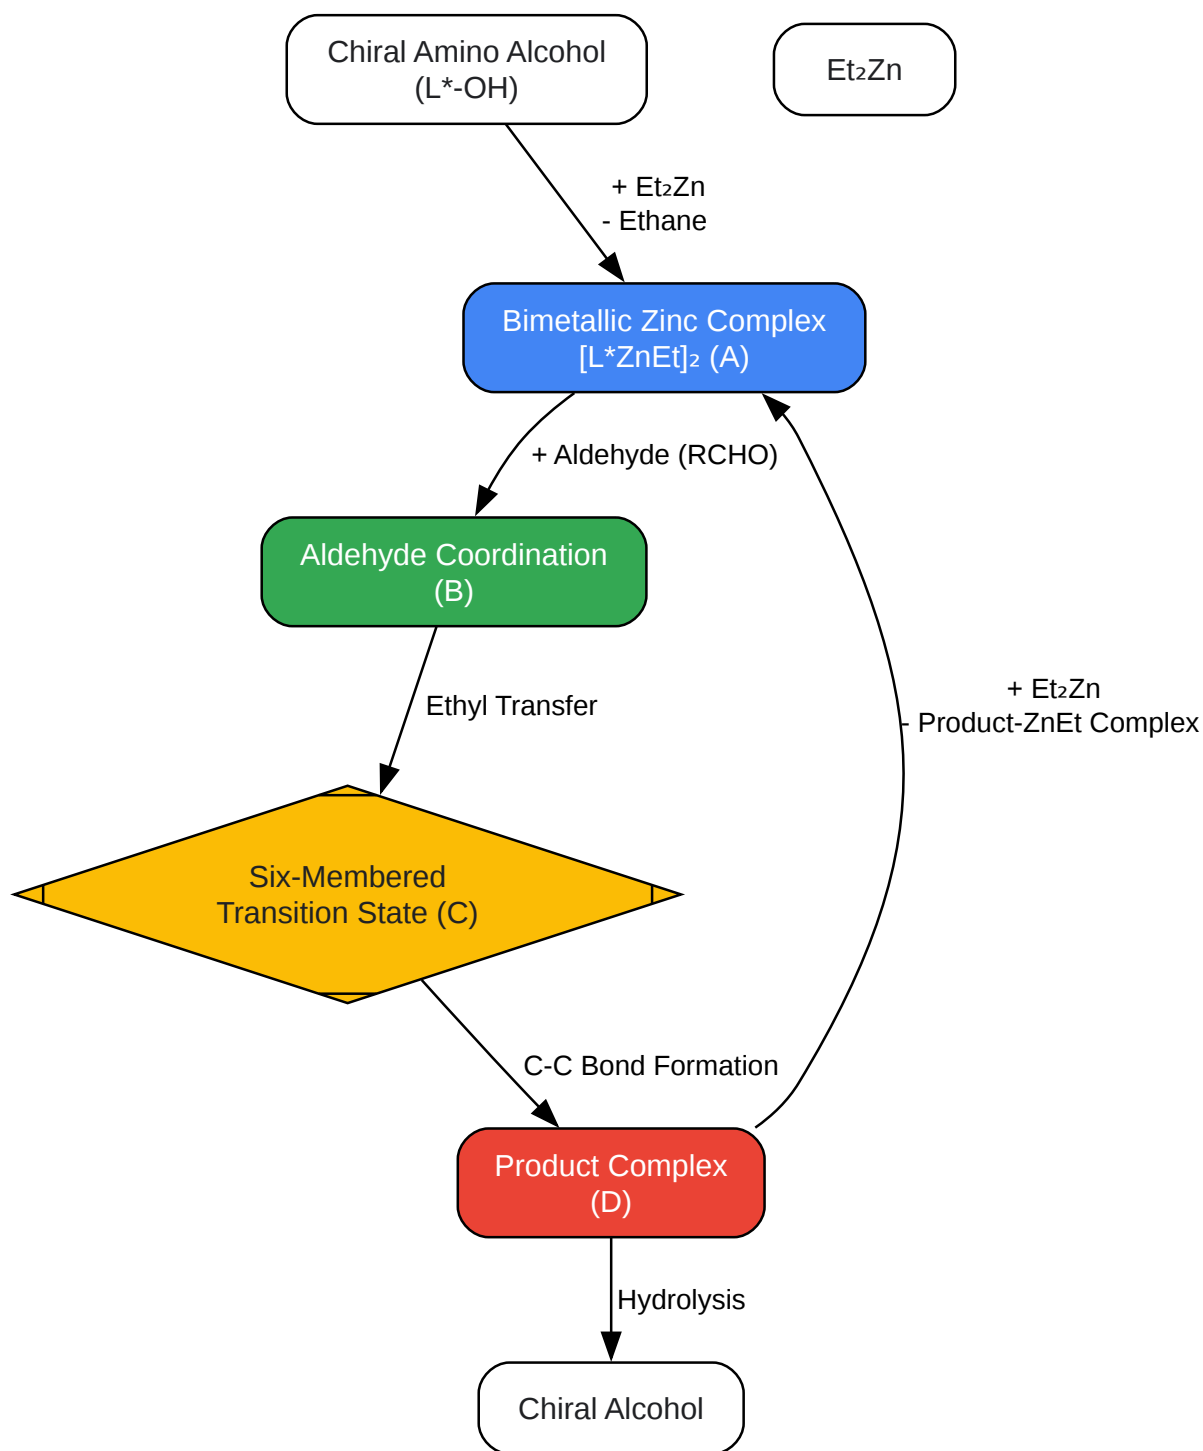 Chiral Amino Alcohol
(L*-OH)
Et₂Zn
+ Et₂Zn
- Ethane
Bimetallic Zinc Complex
[L*ZnEt]₂ (A)
+ Aldehyde (RCHO)
Aldehyde Coordination
(B)
Ethyl Transfer
+ Et₂Zn
- Product-ZnEt Complex
Six-Membered
Transition State (C)
C-C Bond Formation
Product Complex
(D)
Hydrolysis
Chiral Alcohol